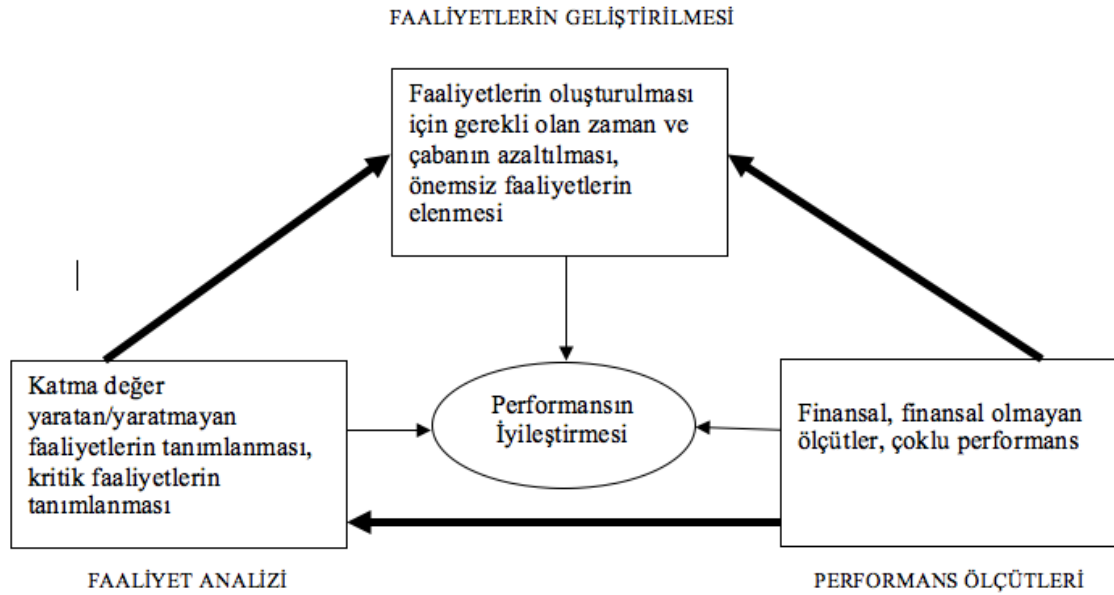 FAALİYETLERİN GELİŞTİRİLMESİ
Faaliyetlerin oluşturulması
için gerekli olan zaman ve
çabanın azaltılması,
önemsiz faaliyetlerin
elenmesi
Katma değer
yaratan/yaratmayan
faaliyetlerin tanımlanması,
kritik faaliyetlerin
tanımlanması
Performansın
İyileştirmesi
Finansal, finansal olmayan
ölçütler, çoklu performans
FAALİYET ANALİZİ
PERFORMANS ÖLÇÜTLERİ